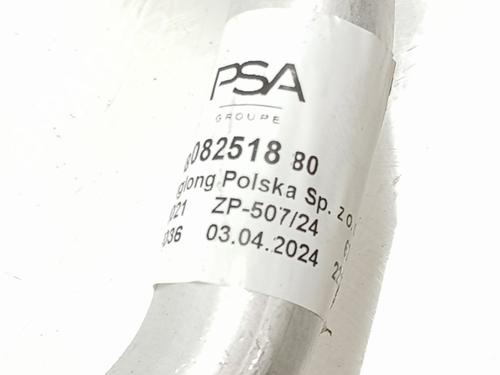 PSA
GROUPE
082518 80
glong Polska Sp. z o.
021 ZP-507/24
036 03.04.2024